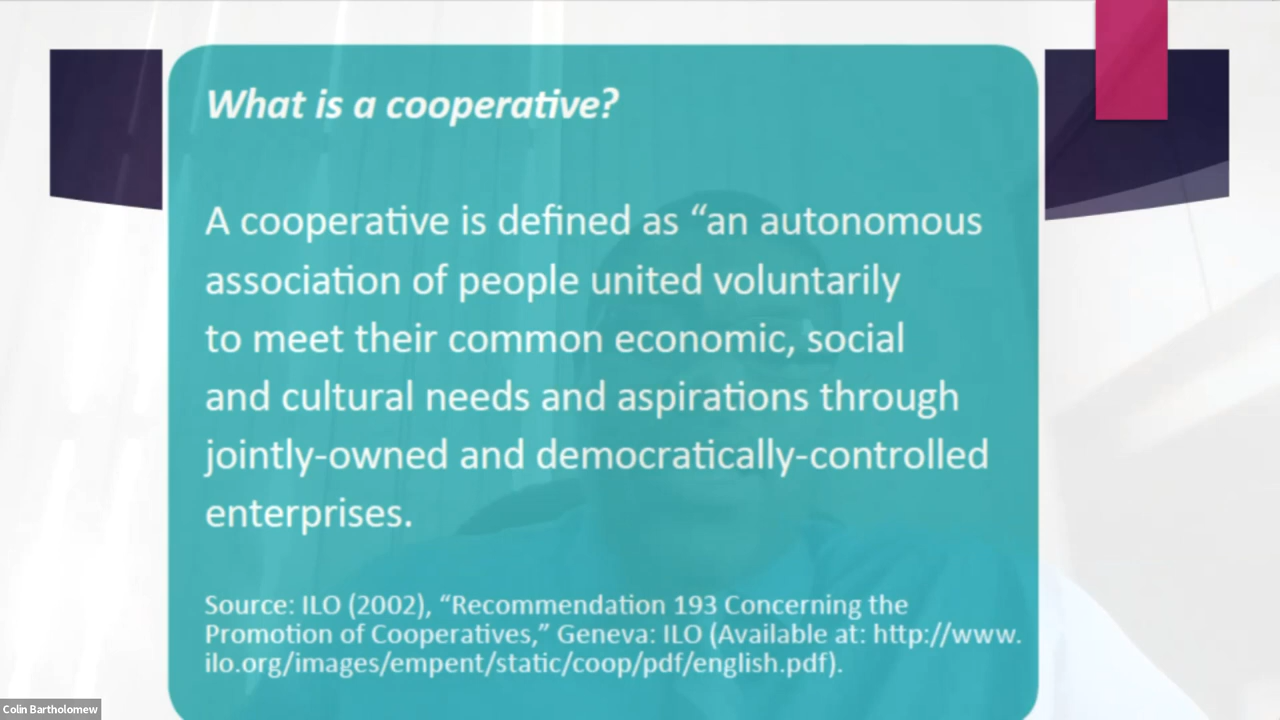 What is a cooperative?
A cooperative is defined as “an autonomous
association of people united voluntarily
to meet their common economic, social
and cultural needs and aspirations through
jointly-owned and democratically-controlled
enterprises.
Source: ILO (2002), “Recommendation 193 Concerning the
Promotion of Cooperatives,” Geneva: ILO (Available at: http://www.
ilo.org/images/empent/static/coop/pdf/english.pdf).
Colin Bartholomew